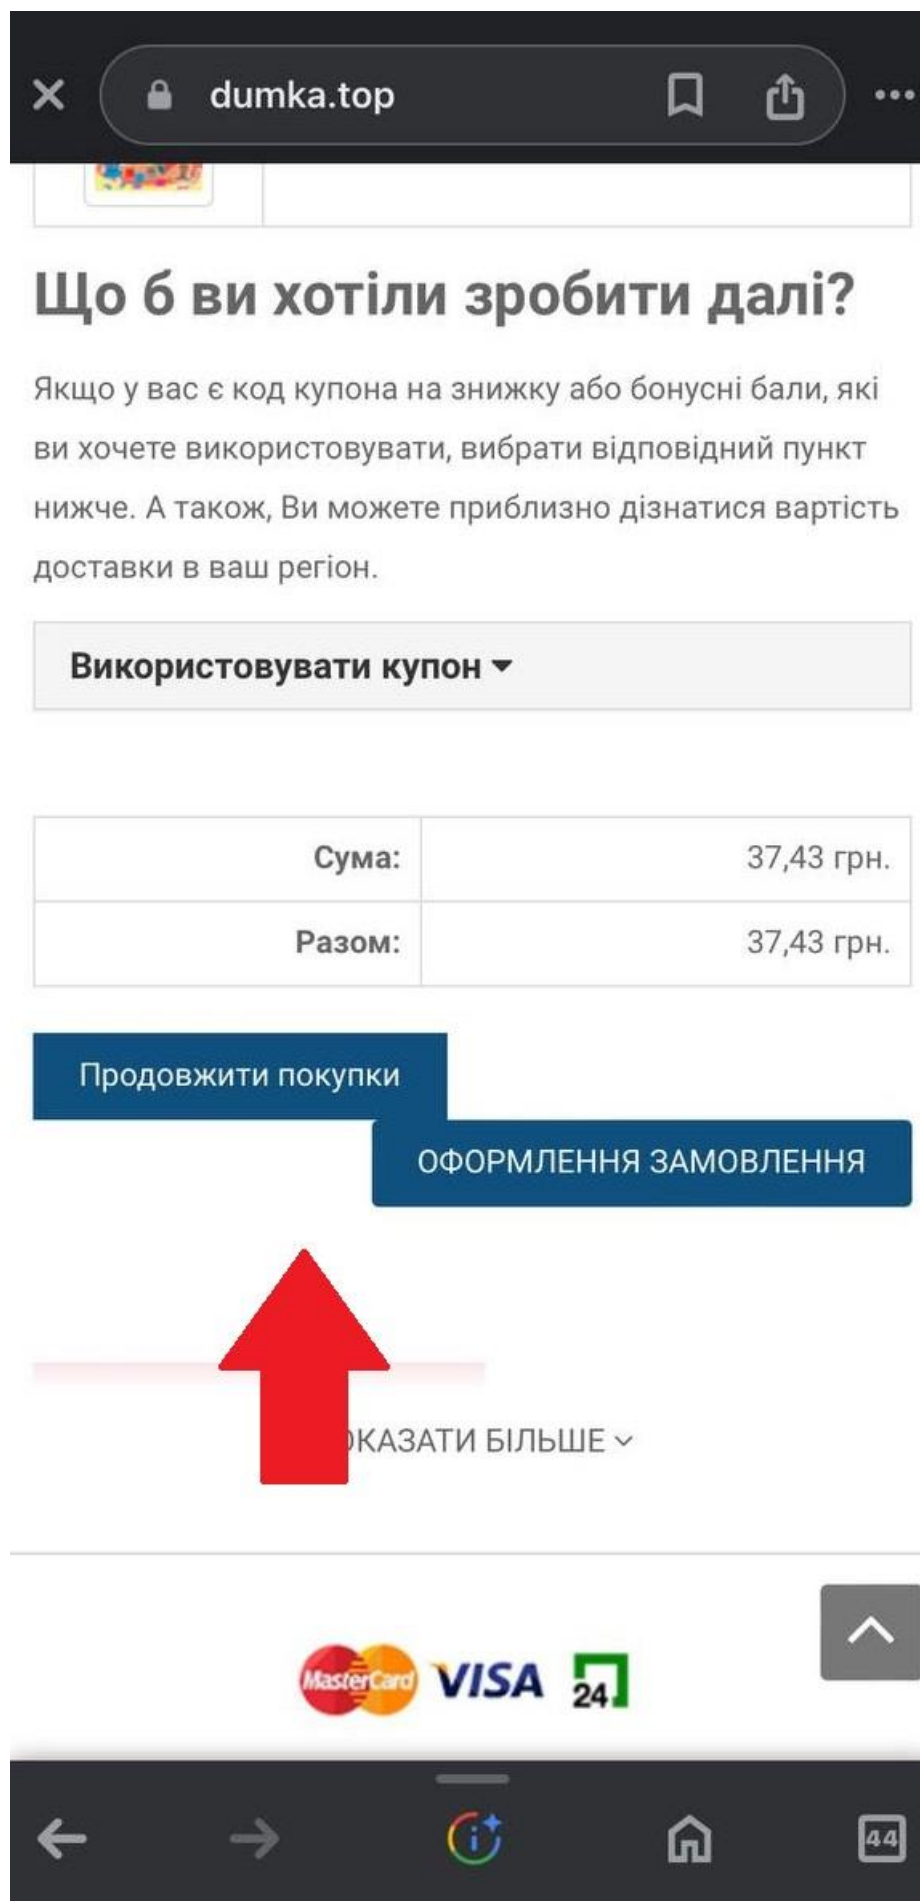 dumka.top
Що б ви хотіли зробити далі?
Якщо у вас є код купона на знижку або бонусні бали, які
ви хочете використовувати, вибрати відповідний пункт
нижче. А також, Ви можете приблизно дізнатися вартість
доставки в ваш регіон.
Використовувати купон
Сума: 37,43 грн.
Разом: 37,43 грн.
Продовжити покупки
ОФОРМЛЕННЯ ЗАМОВЛЕННЯ
БІЛЬШЕ
MasterCard VISA 24
44